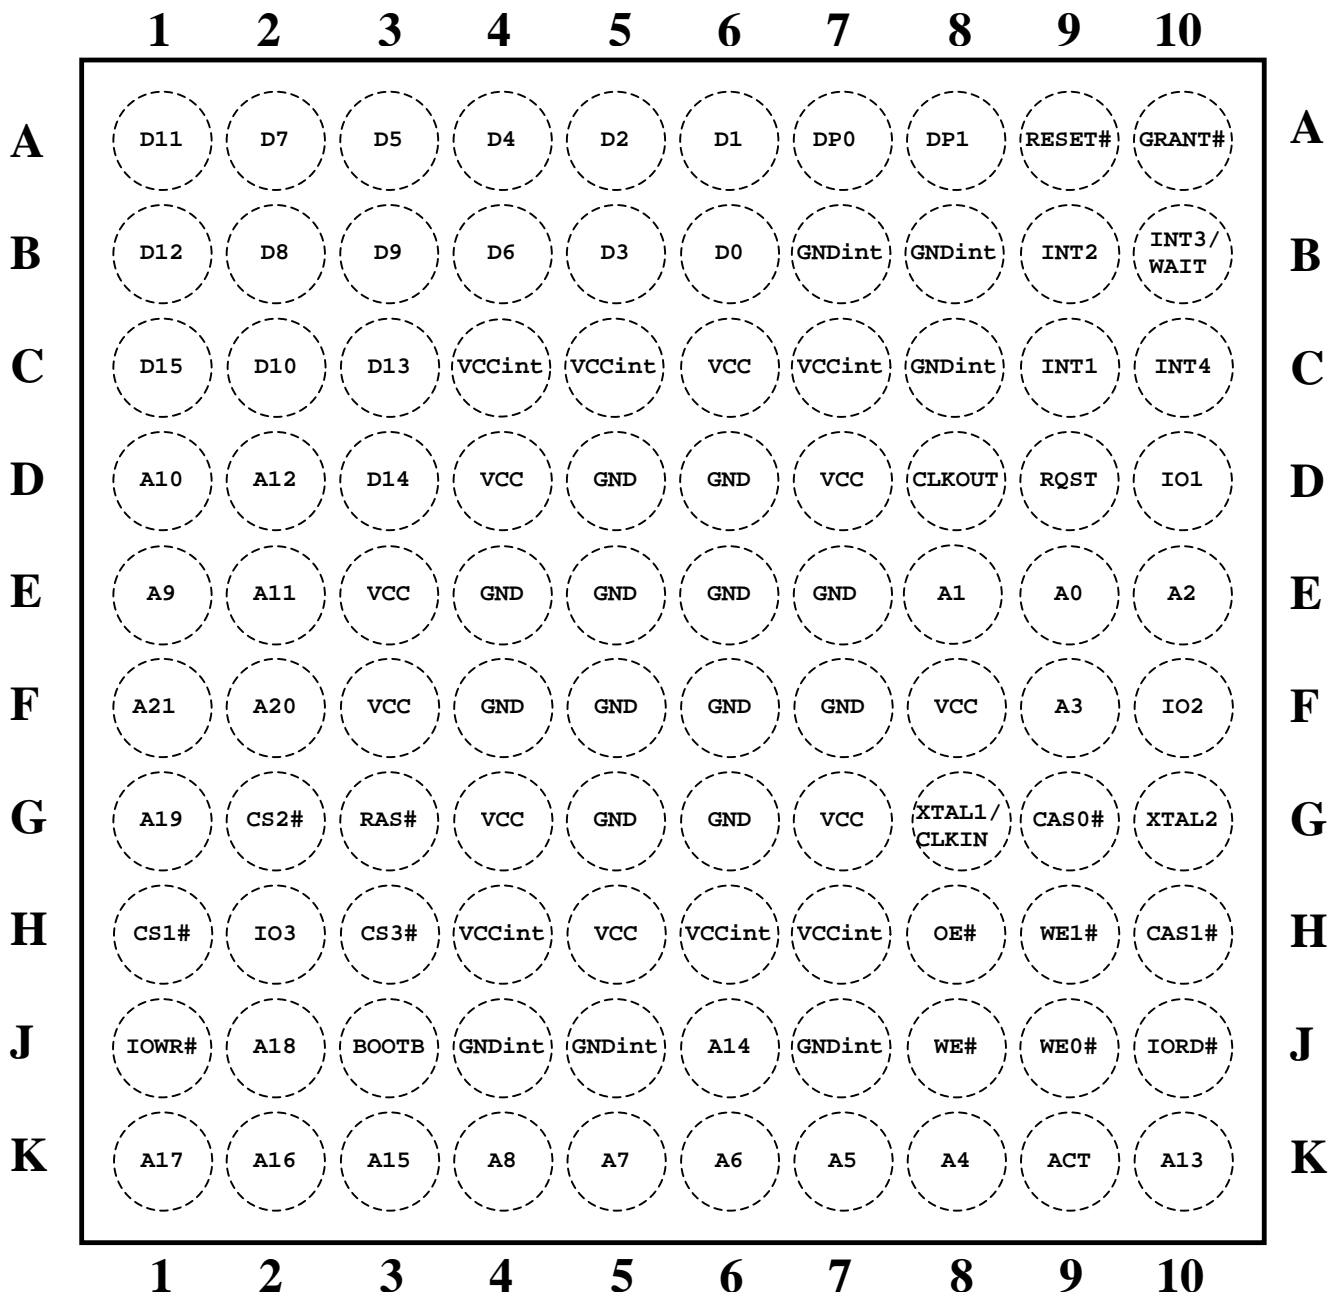 1 2 3 4 5 6 7 8 9 10
A D11 D7 D5 D4 D2 D1 DP0 DP1 RESET# GRANT# A
B D12 D8 D9 D6 D3 D0 GNDint GNDint INT2 INT3/ WAIT B
C D15 D10 D13 VCCint VCCint VCC VCCint GNDint INT1 INT4 C
D A10 A12 D14 VCC GND GND VCC CLKOUT RQST IO1 D
E A9 A11 VCC GND GND GND GND A1 A0 A2 E
F A21 A20 VCC GND GND GND GND VCC A3 IO2 F
G A19 CS2# RAS# VCC GND GND VCC XTAL1/ CLKIN CAS0# XTAL2 G
H CS1# IO3 CS3# VCCint VCC VCCint VCCint OE# WE1# CAS1# H
J IOWR# A18 BOOTB GNDint GNDint A14 GNDint WE# WE0# IORD# J
K A17 A16 A15 A8 A7 A6 A5 A4 ACT A13 K
1 2 3 4 5 6 7 8 9 10